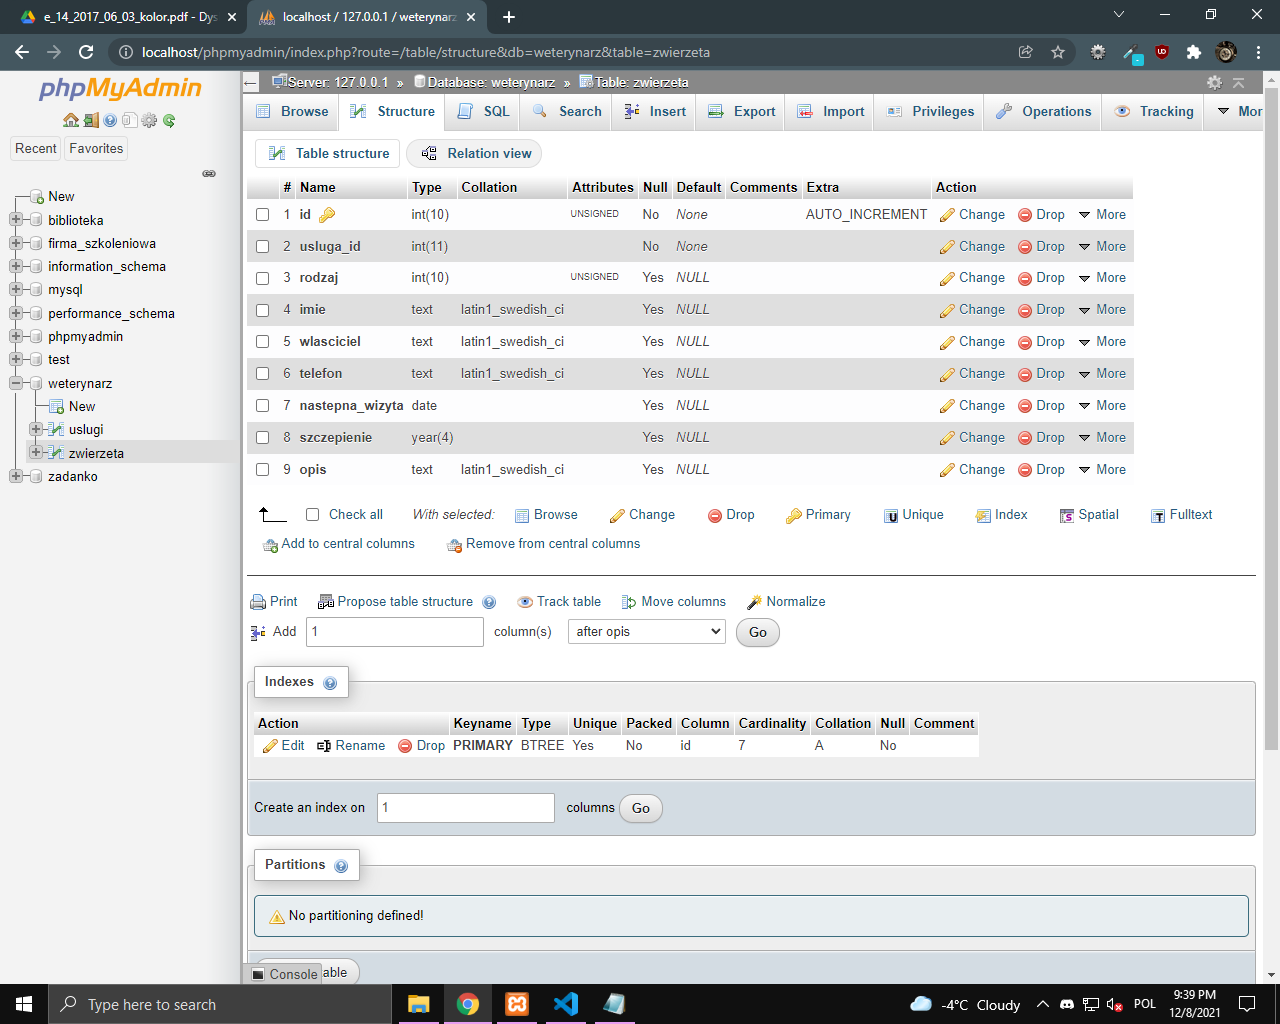 e_14_2017_06_03_kolor.pdf - Dys
localhost / 127.0.0.1 / weterynarz
localhost/phpmyadmin/index.php?route=/table/structure&db=weterynarz&table=zwierzeta
phpMyAdmin
Recent Favorites
New
biblioteka
firma_szkoleniowa
information_schema
mysql
performance_schema
phpmyadmin
test
weterynarz
New
uslugi
zwierzeta
zadanko
Server: 127.0.0.1 » Database: weterynarz » Table: zwierzeta
Browse Structure SQL Search Insert Export Import Privileges Operations Tracking Mor
Table structure Relation view
# Name Type Collation Attributes Null Default Comments Extra Action
1 id int(10) UNSIGNED No None AUTO_INCREMENT Change Drop More
2 usluga_id int(11) No None Change Drop More
3 rodzaj int(10) UNSIGNED Yes NULL Change Drop More
4 imie text latin1_swedish_ci Yes NULL Change Drop More
5 wlasciciel text latin1_swedish_ci Yes NULL Change Drop More
6 telefon text latin1_swedish_ci Yes NULL Change Drop More
7 nastepna_wizyta date Yes NULL Change Drop More
8 szczepienie year(4) Yes NULL Change Drop More
9 opis text latin1_swedish_ci Yes NULL Change Drop More
Check all With selected: Browse Change Drop Primary Unique Index Spatial Fulltext
Add to central columns Remove from central columns
Print Propose table structure Track table Move columns Normalize
Add 1 column(s) after opis Go
Indexes
Action Keyname Type Unique Packed Column Cardinality Collation Null Comment
Edit Rename Drop PRIMARY BTREE Yes No id 7 A No
Create an index on 1 columns Go
Partitions
No partitioning defined!
Console table
Type here to search
-4°C Cloudy
POL
9:39 PM
12/8/2021